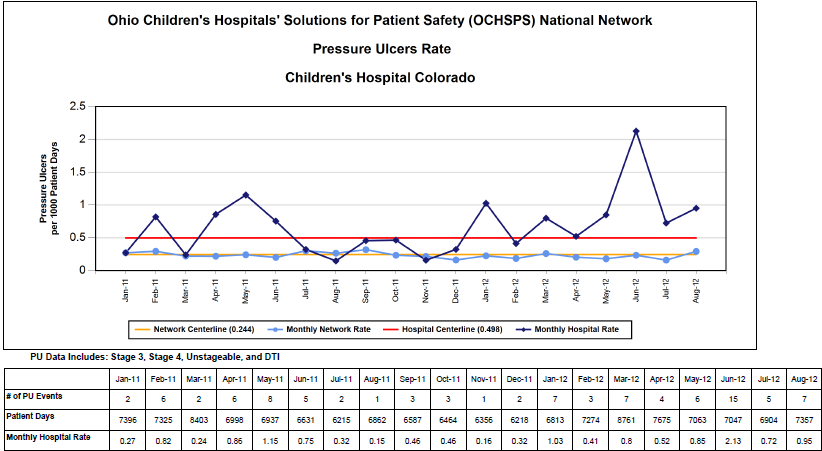 Ohio Children's Hospitals' Solutions for Patient Safety (OCHSPS) National Network
Pressure Ulcers Rate
Children's Hospital Colorado
Pressure Ulcers
per 1000 Patient Days
2.5
2
1.5
1
0.5
0
Jan-11 Feb-11 Mar-11 Apr-11 May-11 Jun-11 Jul-11 Aug-11 Sep-11 Oct-11 Nov-11 Dec-11 Jan-12 Feb-12 Mar-12 Apr-12 May-12 Jun-12 Jul-12 Aug-12
Network Centerline (0.244) Monthly Network Rate Hospital Centerline (0.498) Monthly Hospital Rate
PU Data Includes: Stage 3, Stage 4, Unstageable, and DTI
Jan-11 Feb-11 Mar-11 Apr-11 May-11 Jun-11 Jul-11 Aug-11 Sep-11 Oct-11 Nov-11 Dec-11 Jan-12 Feb-12 Mar-12 Apr-12 May-12 Jun-12 Jul-12 Aug-12
# of PU Events 2 6 2 6 8 5 2 1 3 3 1 2 7 3 7 4 6 15 5 7
Patient Days 7396 7325 8403 6998 6937 6631 6215 6862 6587 6464 6356 6218 6813 7274 8761 7675 7063 7047 6904 7357
Monthly Hospital Rate 0.27 0.82 0.24 0.86 1.15 0.75 0.32 0.15 0.46 0.46 0.16 0.32 1.03 0.41 0.8 0.52 0.85 2.13 0.72 0.95